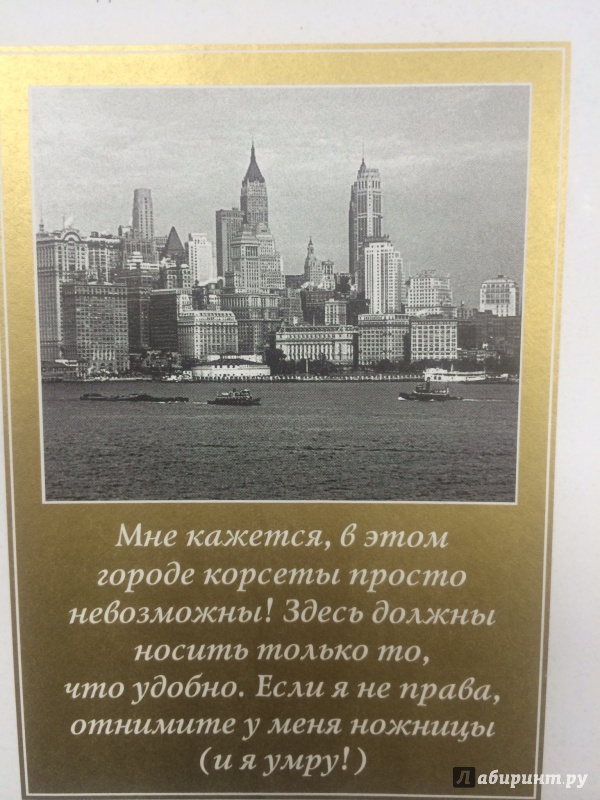 Мне кажется, в этом
городе корсеты просто
невозможны! Здесь должны
носить только то,
что удобно. Если я не права,
отнимите у меня ножницы
(и я умру!)
Лабиринт.ру